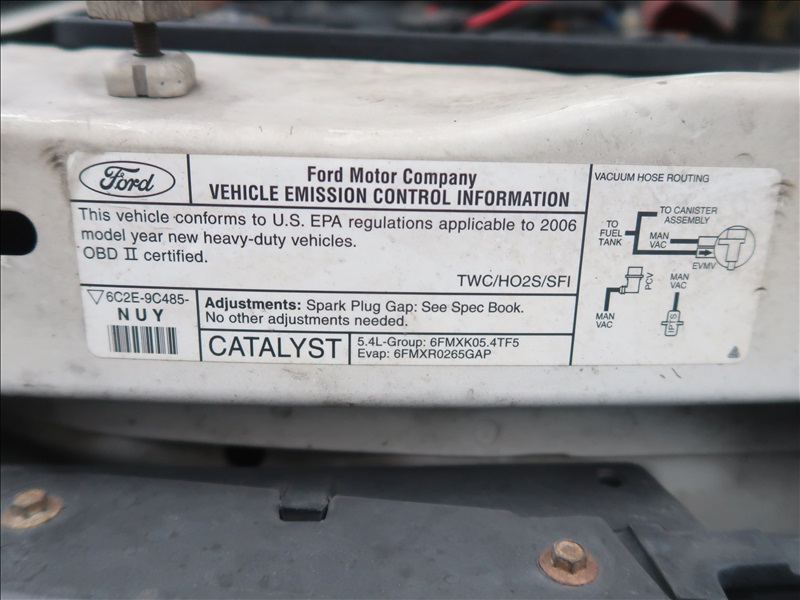 Ford
Ford Motor Company
VEHICLE EMISSION CONTROL INFORMATION
This vehicle conforms to U.S. EPA regulations applicable to 2006
model year new heavy-duty vehicles.
OBD II certified.
TWC/HO2S/SFI
6C2E-9C485-
NUY
Adjustments: Spark Plug Gap: See Spec Book.
No other adjustments needed.
CATALYST
5.4L-Group: 6FMXK05.4TF5
Evap: 6FMXR0265GAP
VACUUM HOSE ROUTING
TO CANISTER
ASSEMBLY
TO
FUEL
TANK
MAN
VAC
EVMV
PCV
MAN
VAC
MAN
VAC
IPTS